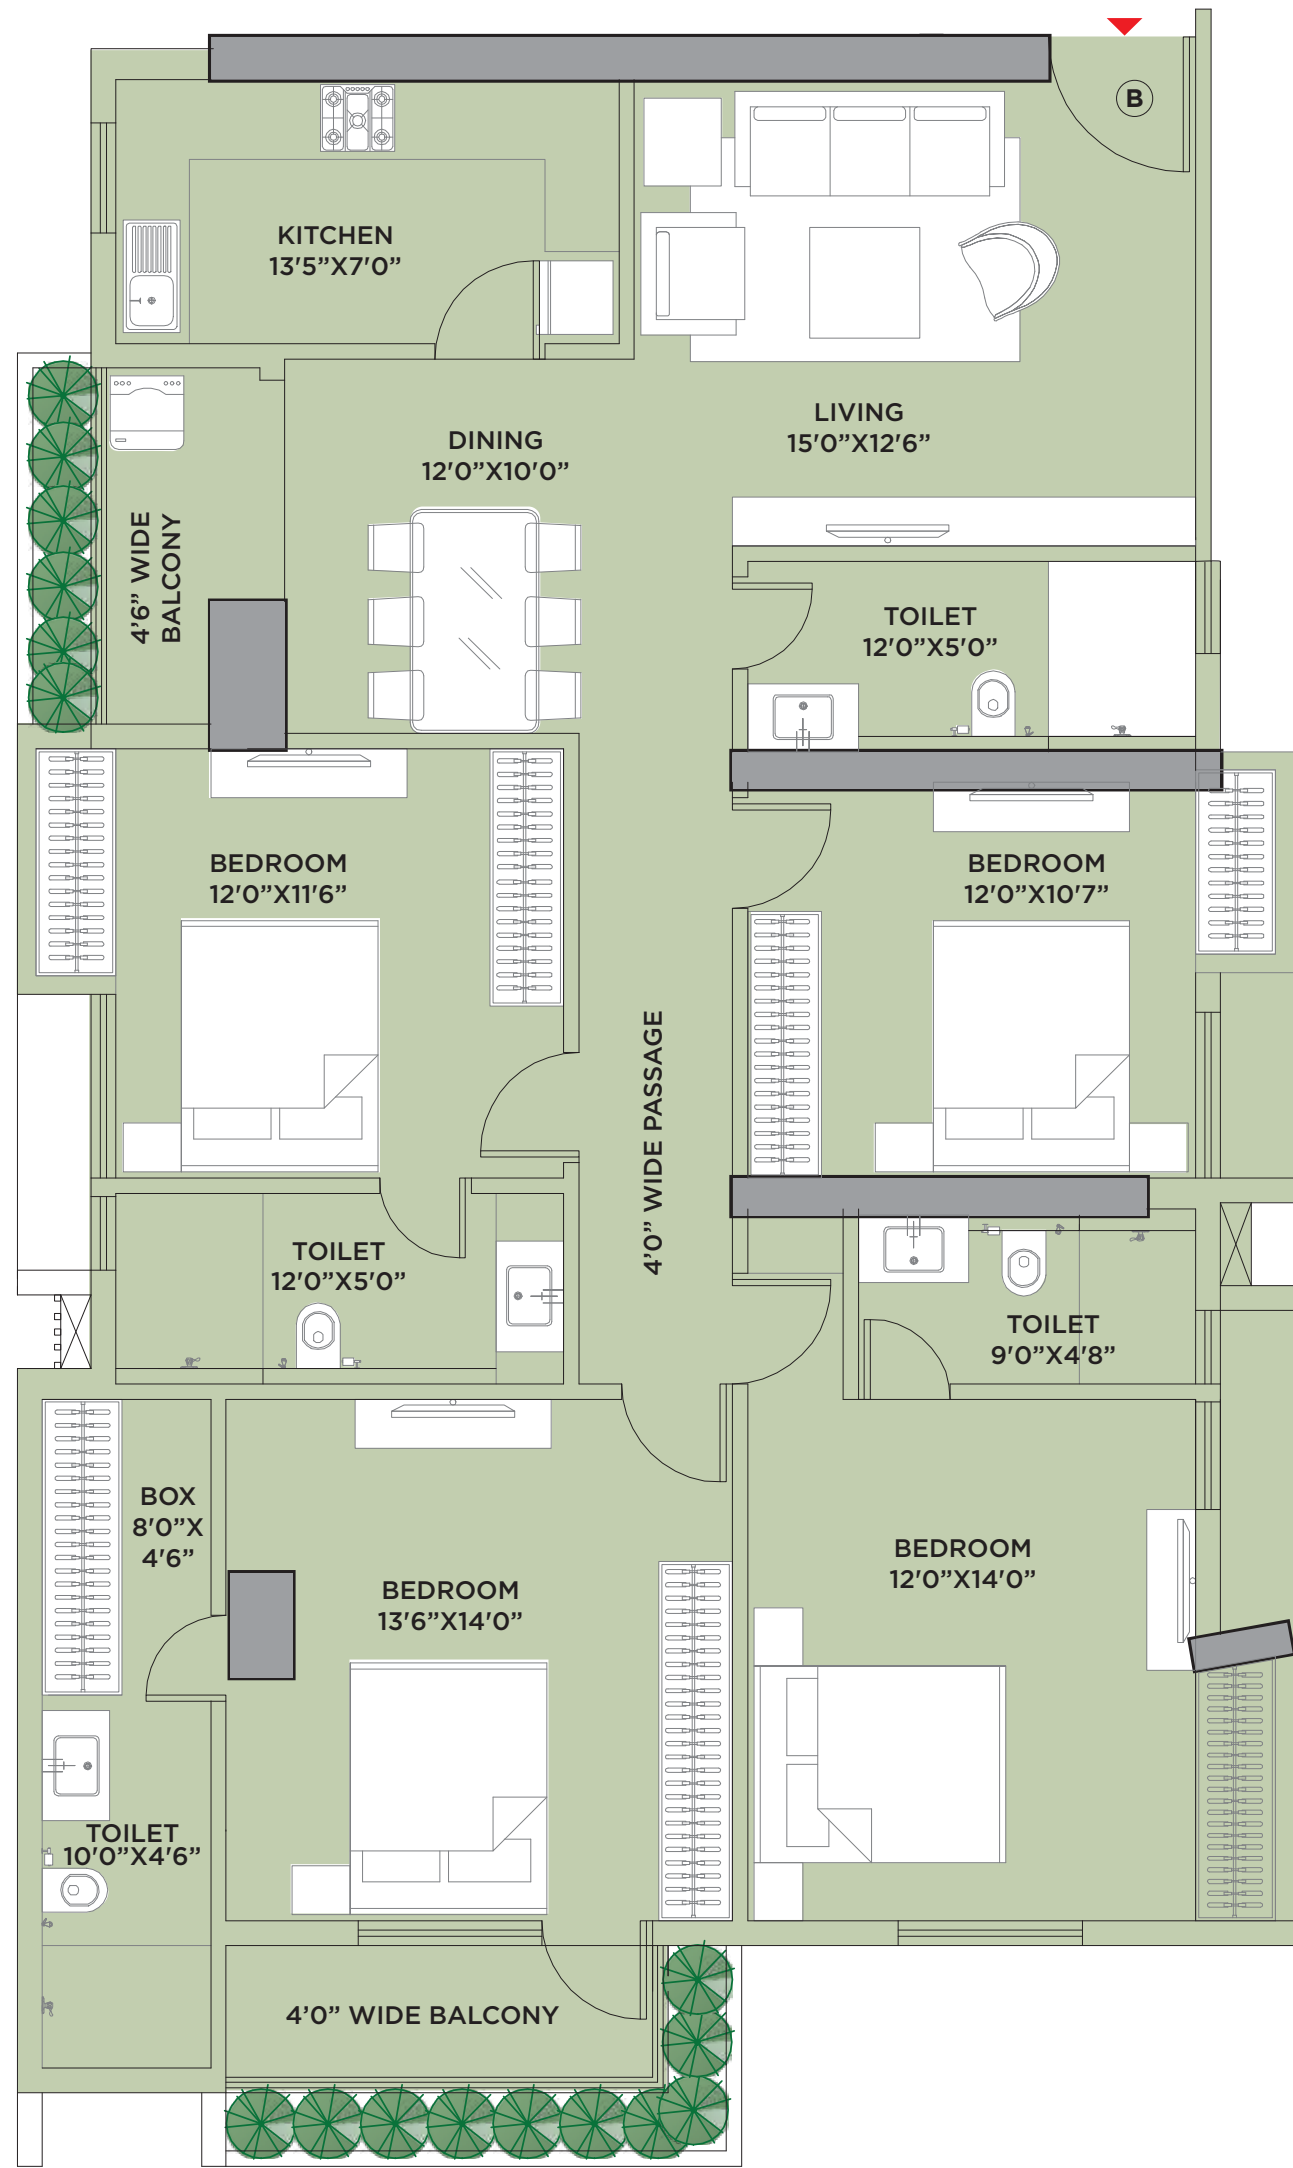 B
KITCHEN
13'5”X7'0”
LIVING
15'0”X12'6”
DINING
12'0”X10'0”
4'6” WIDE
BALCONY
TOILET
12'0”X5'0”
BEDROOM
12'0”X11'6”
BEDROOM
12'0”X10'7”
4’0” WIDE PASSAGE
TOILET
12'0”X5'0”
TOILET
9'0”X4'8”
BOX
8'0”X
4'6”
BEDROOM
13'6”X14'0”
BEDROOM
12'0”X14'0”
TOILET
10'0”X4'6”
4’0” WIDE BALCONY